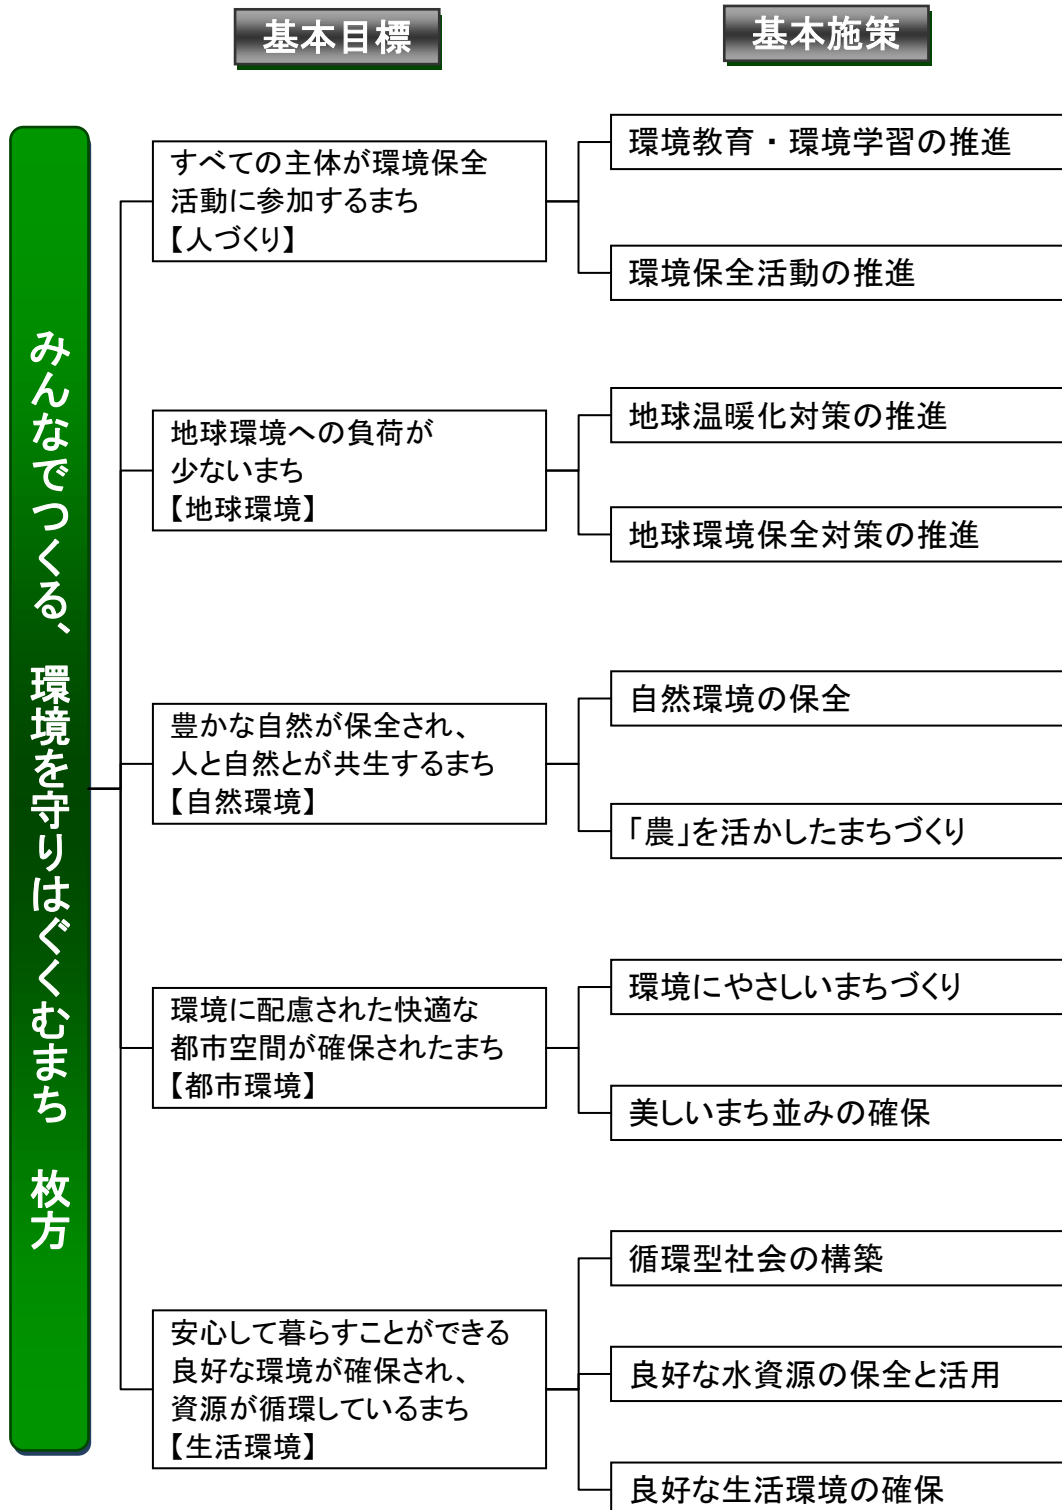 基本目標
基本施策
みんなでつくる、環境を守りはぐくむまち　枚方
すべての主体が環境保全
活動に参加するまち
【人づくり】
環境教育・環境学習の推進
環境保全活動の推進
地球環境への負荷が
少ないまち
【地球環境】
地球温暖化対策の推進
地球環境保全対策の推進
豊かな自然が保全され、
人と自然とが共生するまち
【自然環境】
自然環境の保全
「農」を活かしたまちづくり
環境に配慮された快適な
都市空間が確保されたまち
【都市環境】
環境にやさしいまちづくり
美しいまち並みの確保
安心して暮らすことができる
良好な環境が確保され、
資源が循環しているまち
【生活環境】
循環型社会の構築
良好な水資源の保全と活用
良好な生活環境の確保